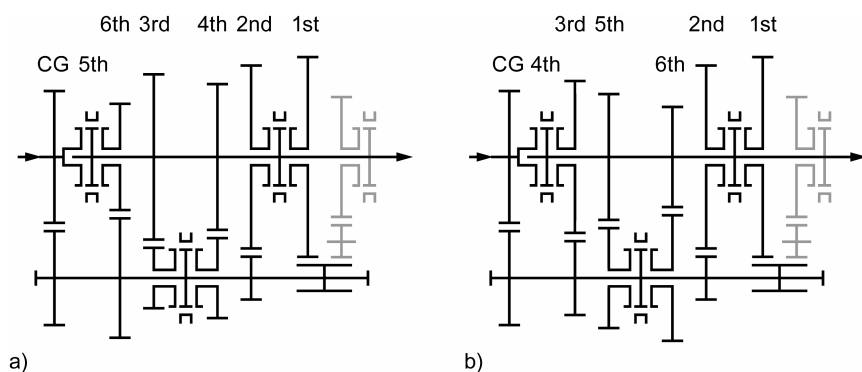 6th 3rd 4th 2nd 1st
CG 5th
a)
3rd 5th 2nd 1st
CG 4th 6th
b)